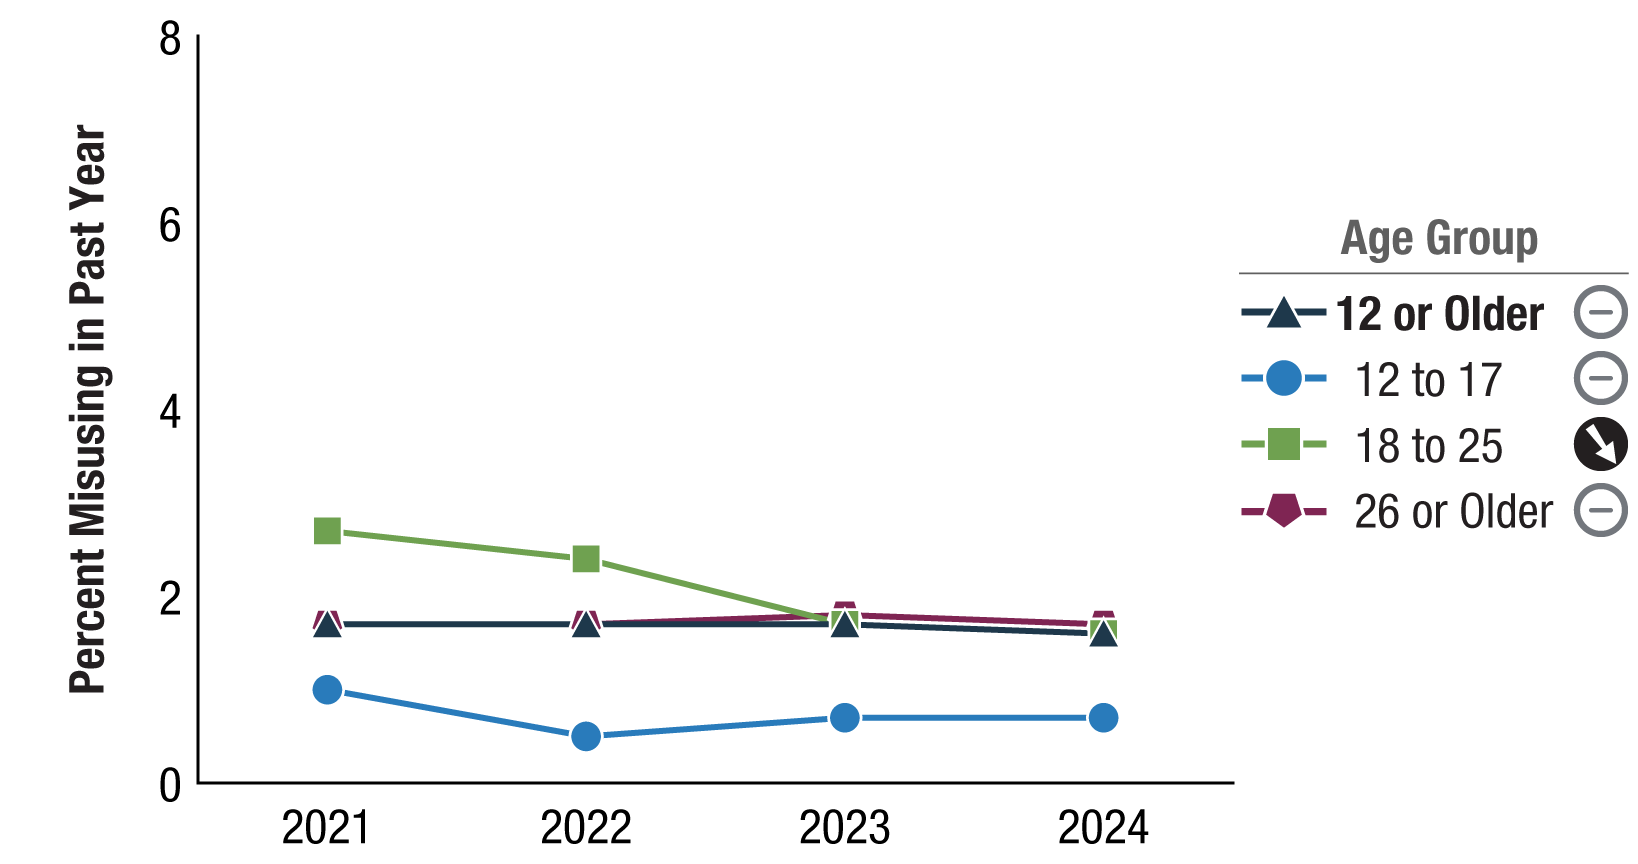 Percent Misusing in Past Year
8
6
4
2
0
2021 2022 2023 2024
Age Group
12 or Older
12 to 17
18 to 25
26 or Older